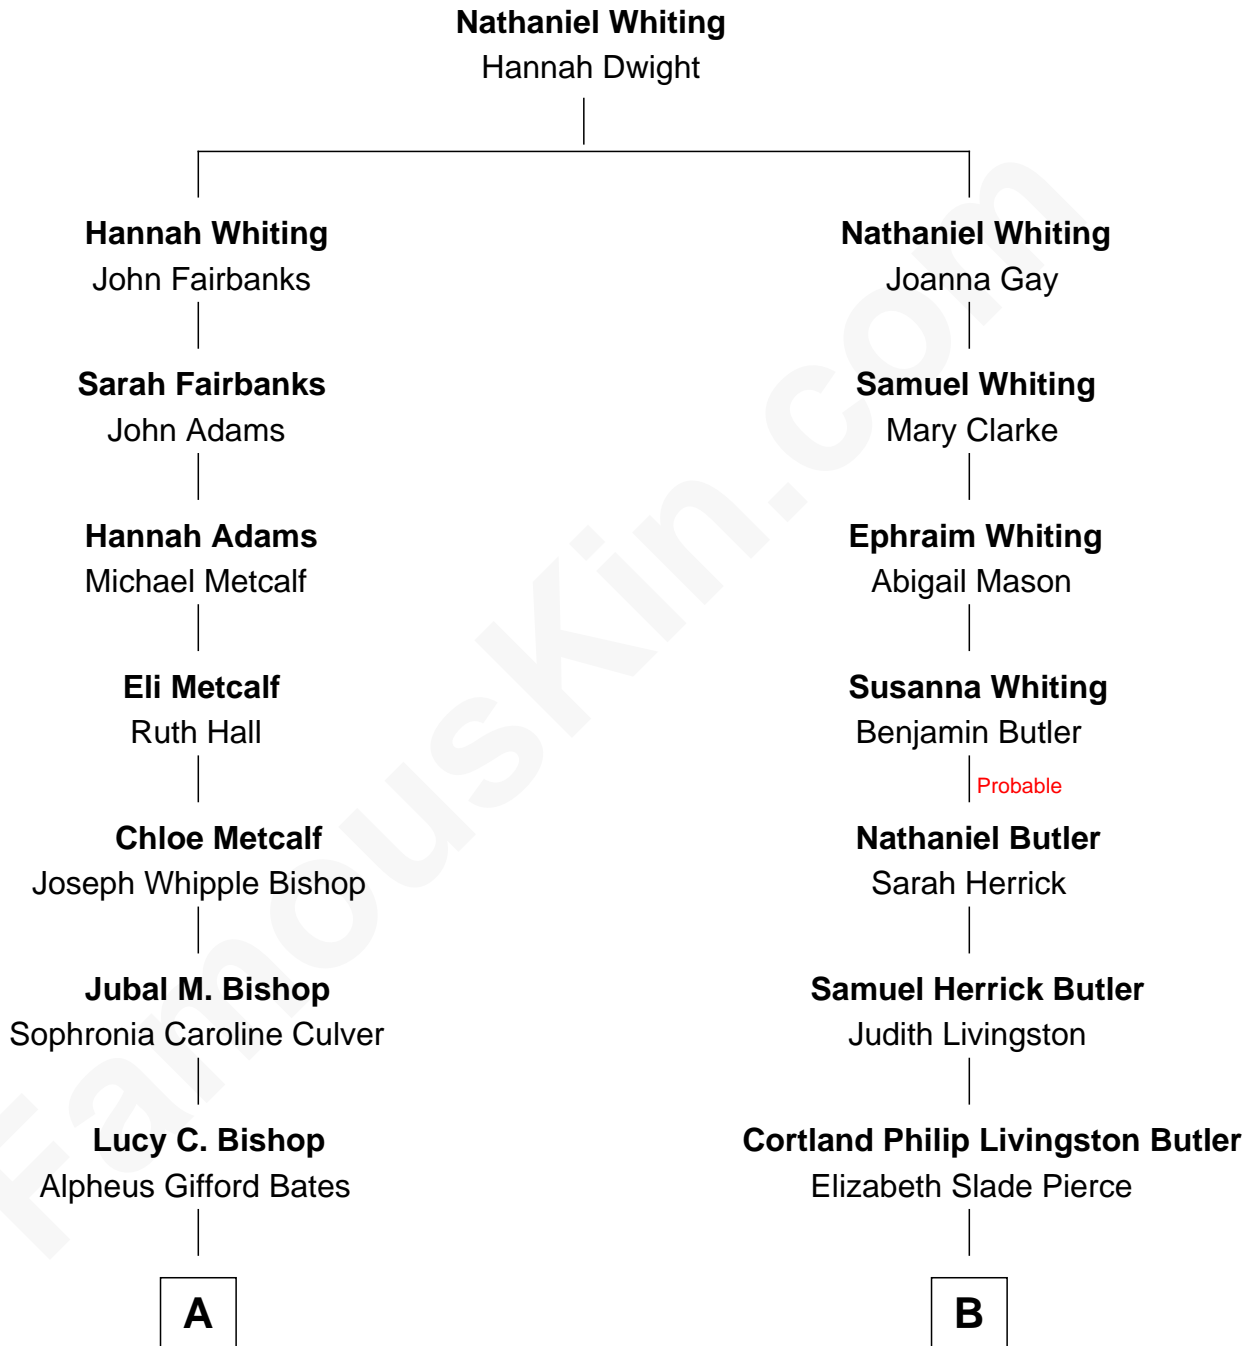 Nathaniel Whiting
Hannah Dwight
Hannah Whiting
John Fairbanks
Nathaniel Whiting
Joanna Gay
Sarah Fairbanks
John Adams
Samuel Whiting
Mary Clarke
Hannah Adams
Michael Metcalf
Ephraim Whiting
Abigail Mason
Eli Metcalf
Ruth Hall
Susanna Whiting
Benjamin Butler
Probable
Chloe Metcalf
Joseph Whipple Bishop
Nathaniel Butler
Sarah Herrick
Jubal M. Bishop
Sophronia Caroline Culver
Samuel Herrick Butler
Judith Livingston
Lucy C. Bishop
Alpheus Gifford Bates
Cortland Philip Livingston Butler
Elizabeth Slade Pierce
A
B
FamousKin.com